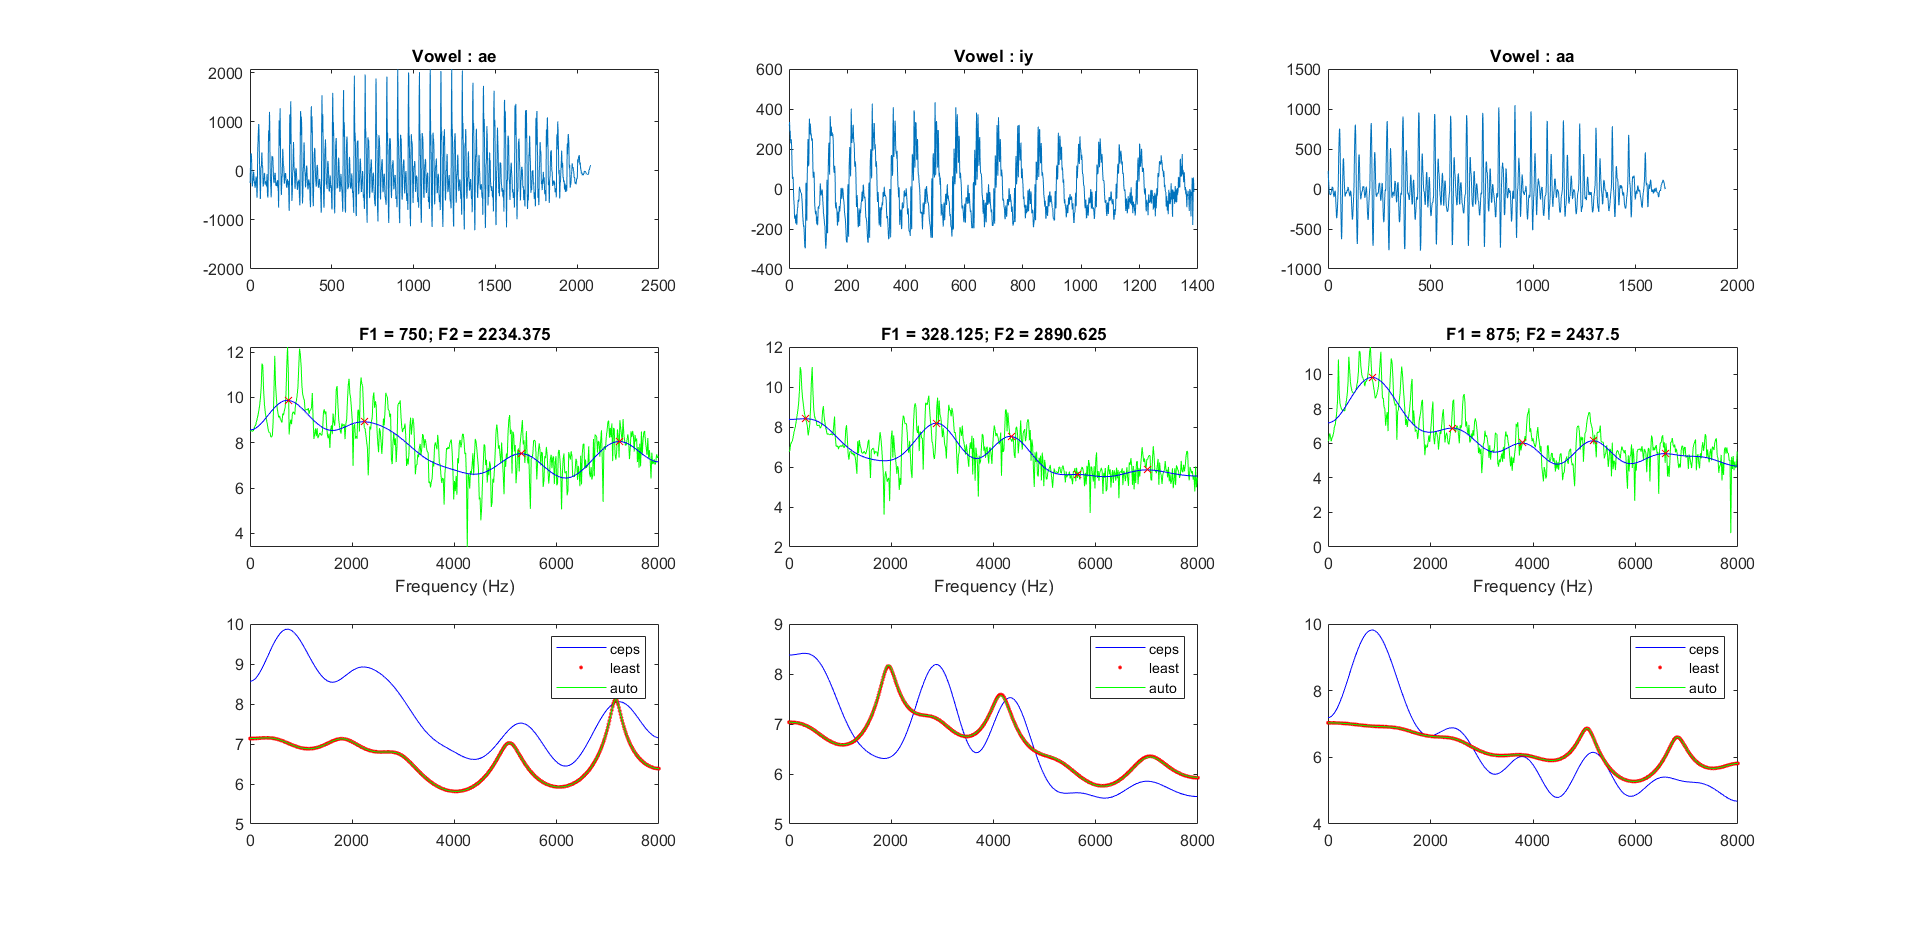 Vowel : ae
2000
1000
0
-1000
-2000
0 500 1000 1500 2000 2500
Vowel : iy
600
400
200
0
-200
-400
0 200 400 600 800 1000 1200 1400
Vowel : aa
1500
1000
500
0
-500
-1000
0 500 1000 1500 2000
F1 = 750; F2 = 2234.375
12
10
8
6
4
0 2000 4000 6000 8000
Frequency (Hz)
F1 = 328.125; F2 = 2890.625
12
10
8
6
4
2
0 2000 4000 6000 8000
Frequency (Hz)
F1 = 875; F2 = 2437.5
10
8
6
4
2
0
0 2000 4000 6000 8000
Frequency (Hz)
10
9
8
7
6
5
ceps
least
auto
0 2000 4000 6000 8000
9
8
7
6
5
ceps
least
auto
0 2000 4000 6000 8000
10
8
6
4
ceps
least
auto
0 2000 4000 6000 8000